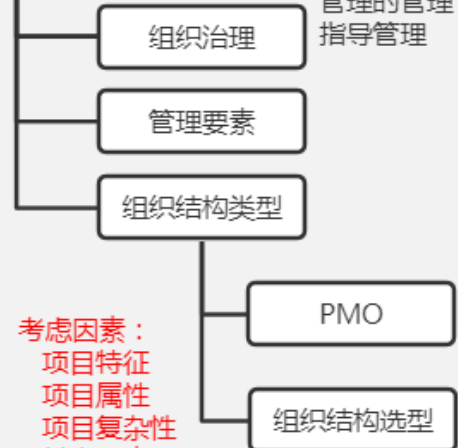 管理的管理
组织治理
指导管理
管理要素
组织结构类型
PMO
考虑因素：
项目特征
项目属性
项目复杂性
组织结构选型